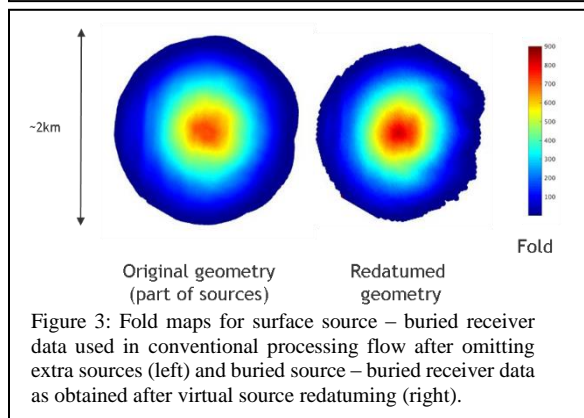 900
800
700
600
500
400
300
200
100
~2km
Fold
Original geometry
(part of sources)
Redatumed
geometry
Figure 3: Fold maps for surface source – buried receiver
data used in conventional processing flow after omitting
extra sources (left) and buried source – buried receiver data
as obtained after virtual source redatuming (right).